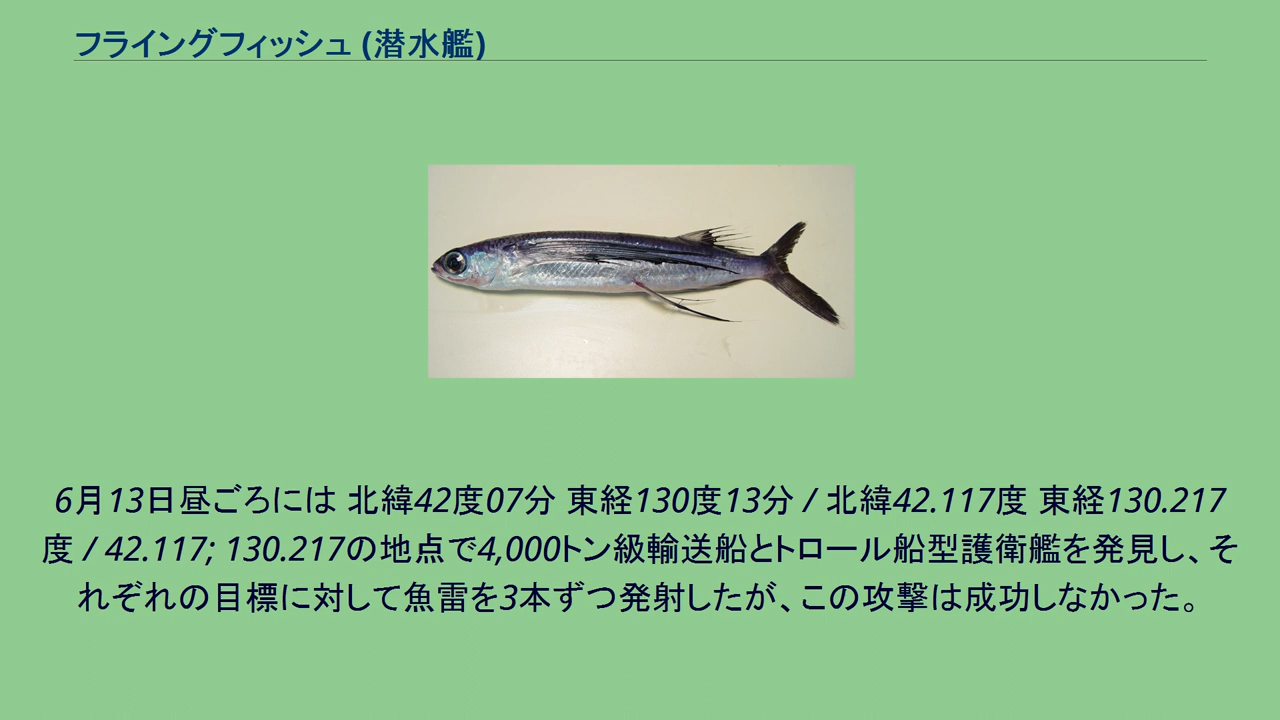 フライングフィッシュ (潜水艦)
6月13日昼ごろには 北緯42度07分 東経130度13分 / 北緯42.117度 東経130.217
度 / 42.117; 130.217の地点で4,000トン級輸送船とトロール船型護衛艦を発見し、そ
れぞれの目標に対して魚雷を3本ずつ発射したが、この攻撃は成功しなかった。